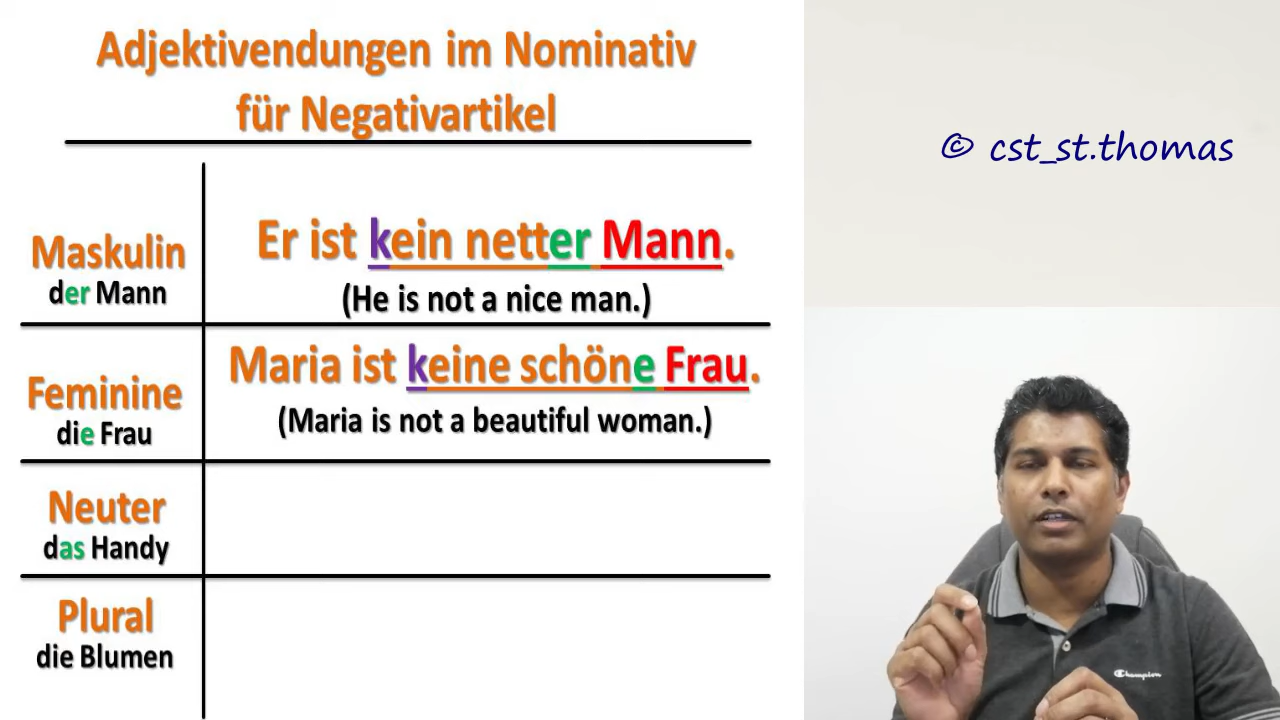 Adjektivendungen im Nominativ
für Negativartikel
© cst_st.thomas
Maskulin
der Mann
Er ist kein netter Mann.
(He is not a nice man.)
Feminine
die Frau
Maria ist keine schöne Frau.
(Maria is not a beautiful woman.)
Neuter
das Handy
Plural
die Blumen
Champion